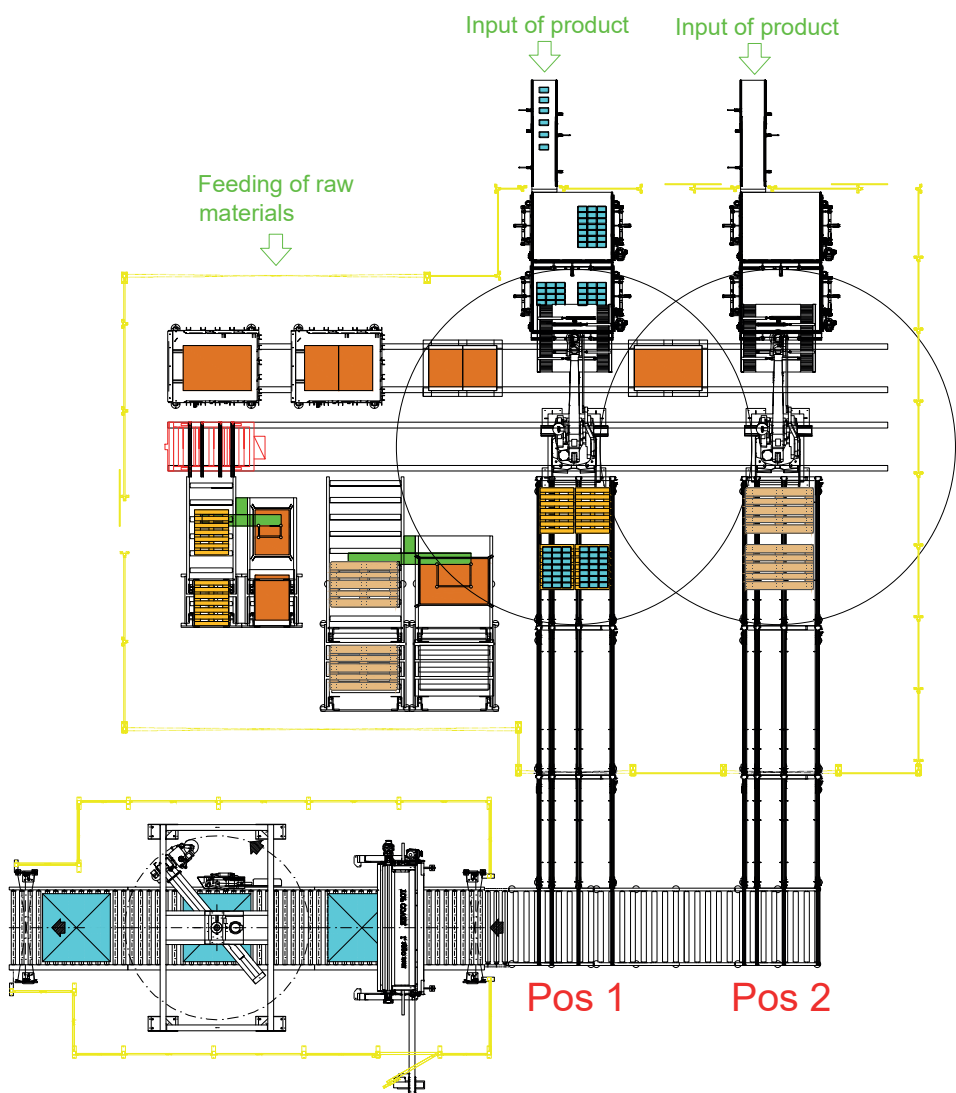 Input of product
Input of product
Feeding of raw
materials
Pos 1
Pos 2